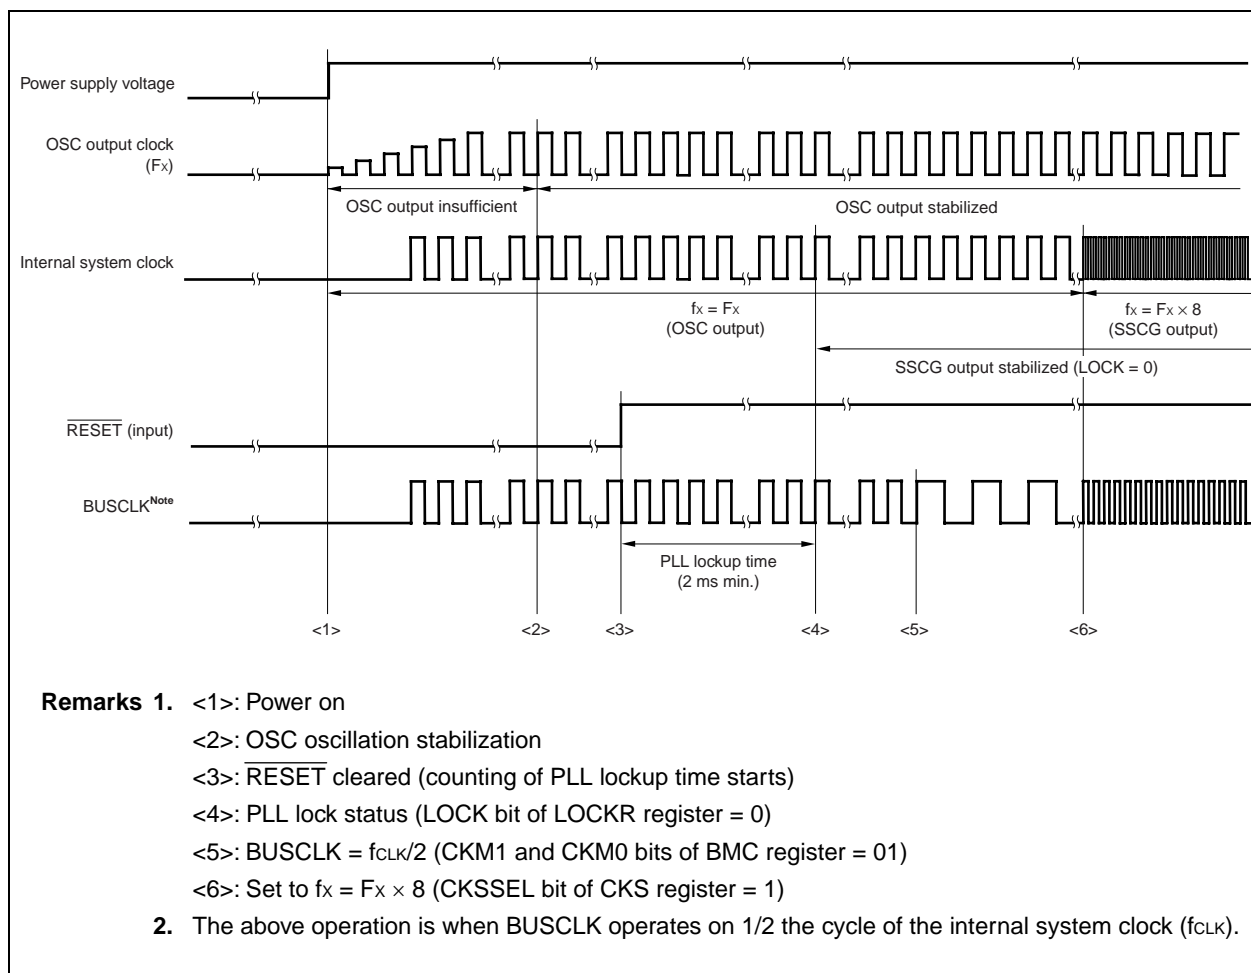 Power supply voltage
OSC output clock
(Fx)
OSC output insufficient
OSC output stabilized
Internal system clock
fx = Fx
(OSC output)
fx = Fx × 8
(SSCG output)
SSCG output stabilized (LOCK = 0)
RESET (input)
BUSCLK Note
PLL lockup time
(2 ms min.)
<1> <2> <3> <4> <5> <6>
Remarks 1. <1>: Power on
<2>: OSC oscillation stabilization
<3>: RESET cleared (counting of PLL lockup time starts)
<4>: PLL lock status (LOCK bit of LOCKR register = 0)
<5>: BUSCLK = fCLK/2 (CKM1 and CKM0 bits of BMC register = 01)
<6>: Set to fx = Fx × 8 (CKSSEL bit of CKS register = 1)
2. The above operation is when BUSCLK operates on 1/2 the cycle of the internal system clock (fCLK).